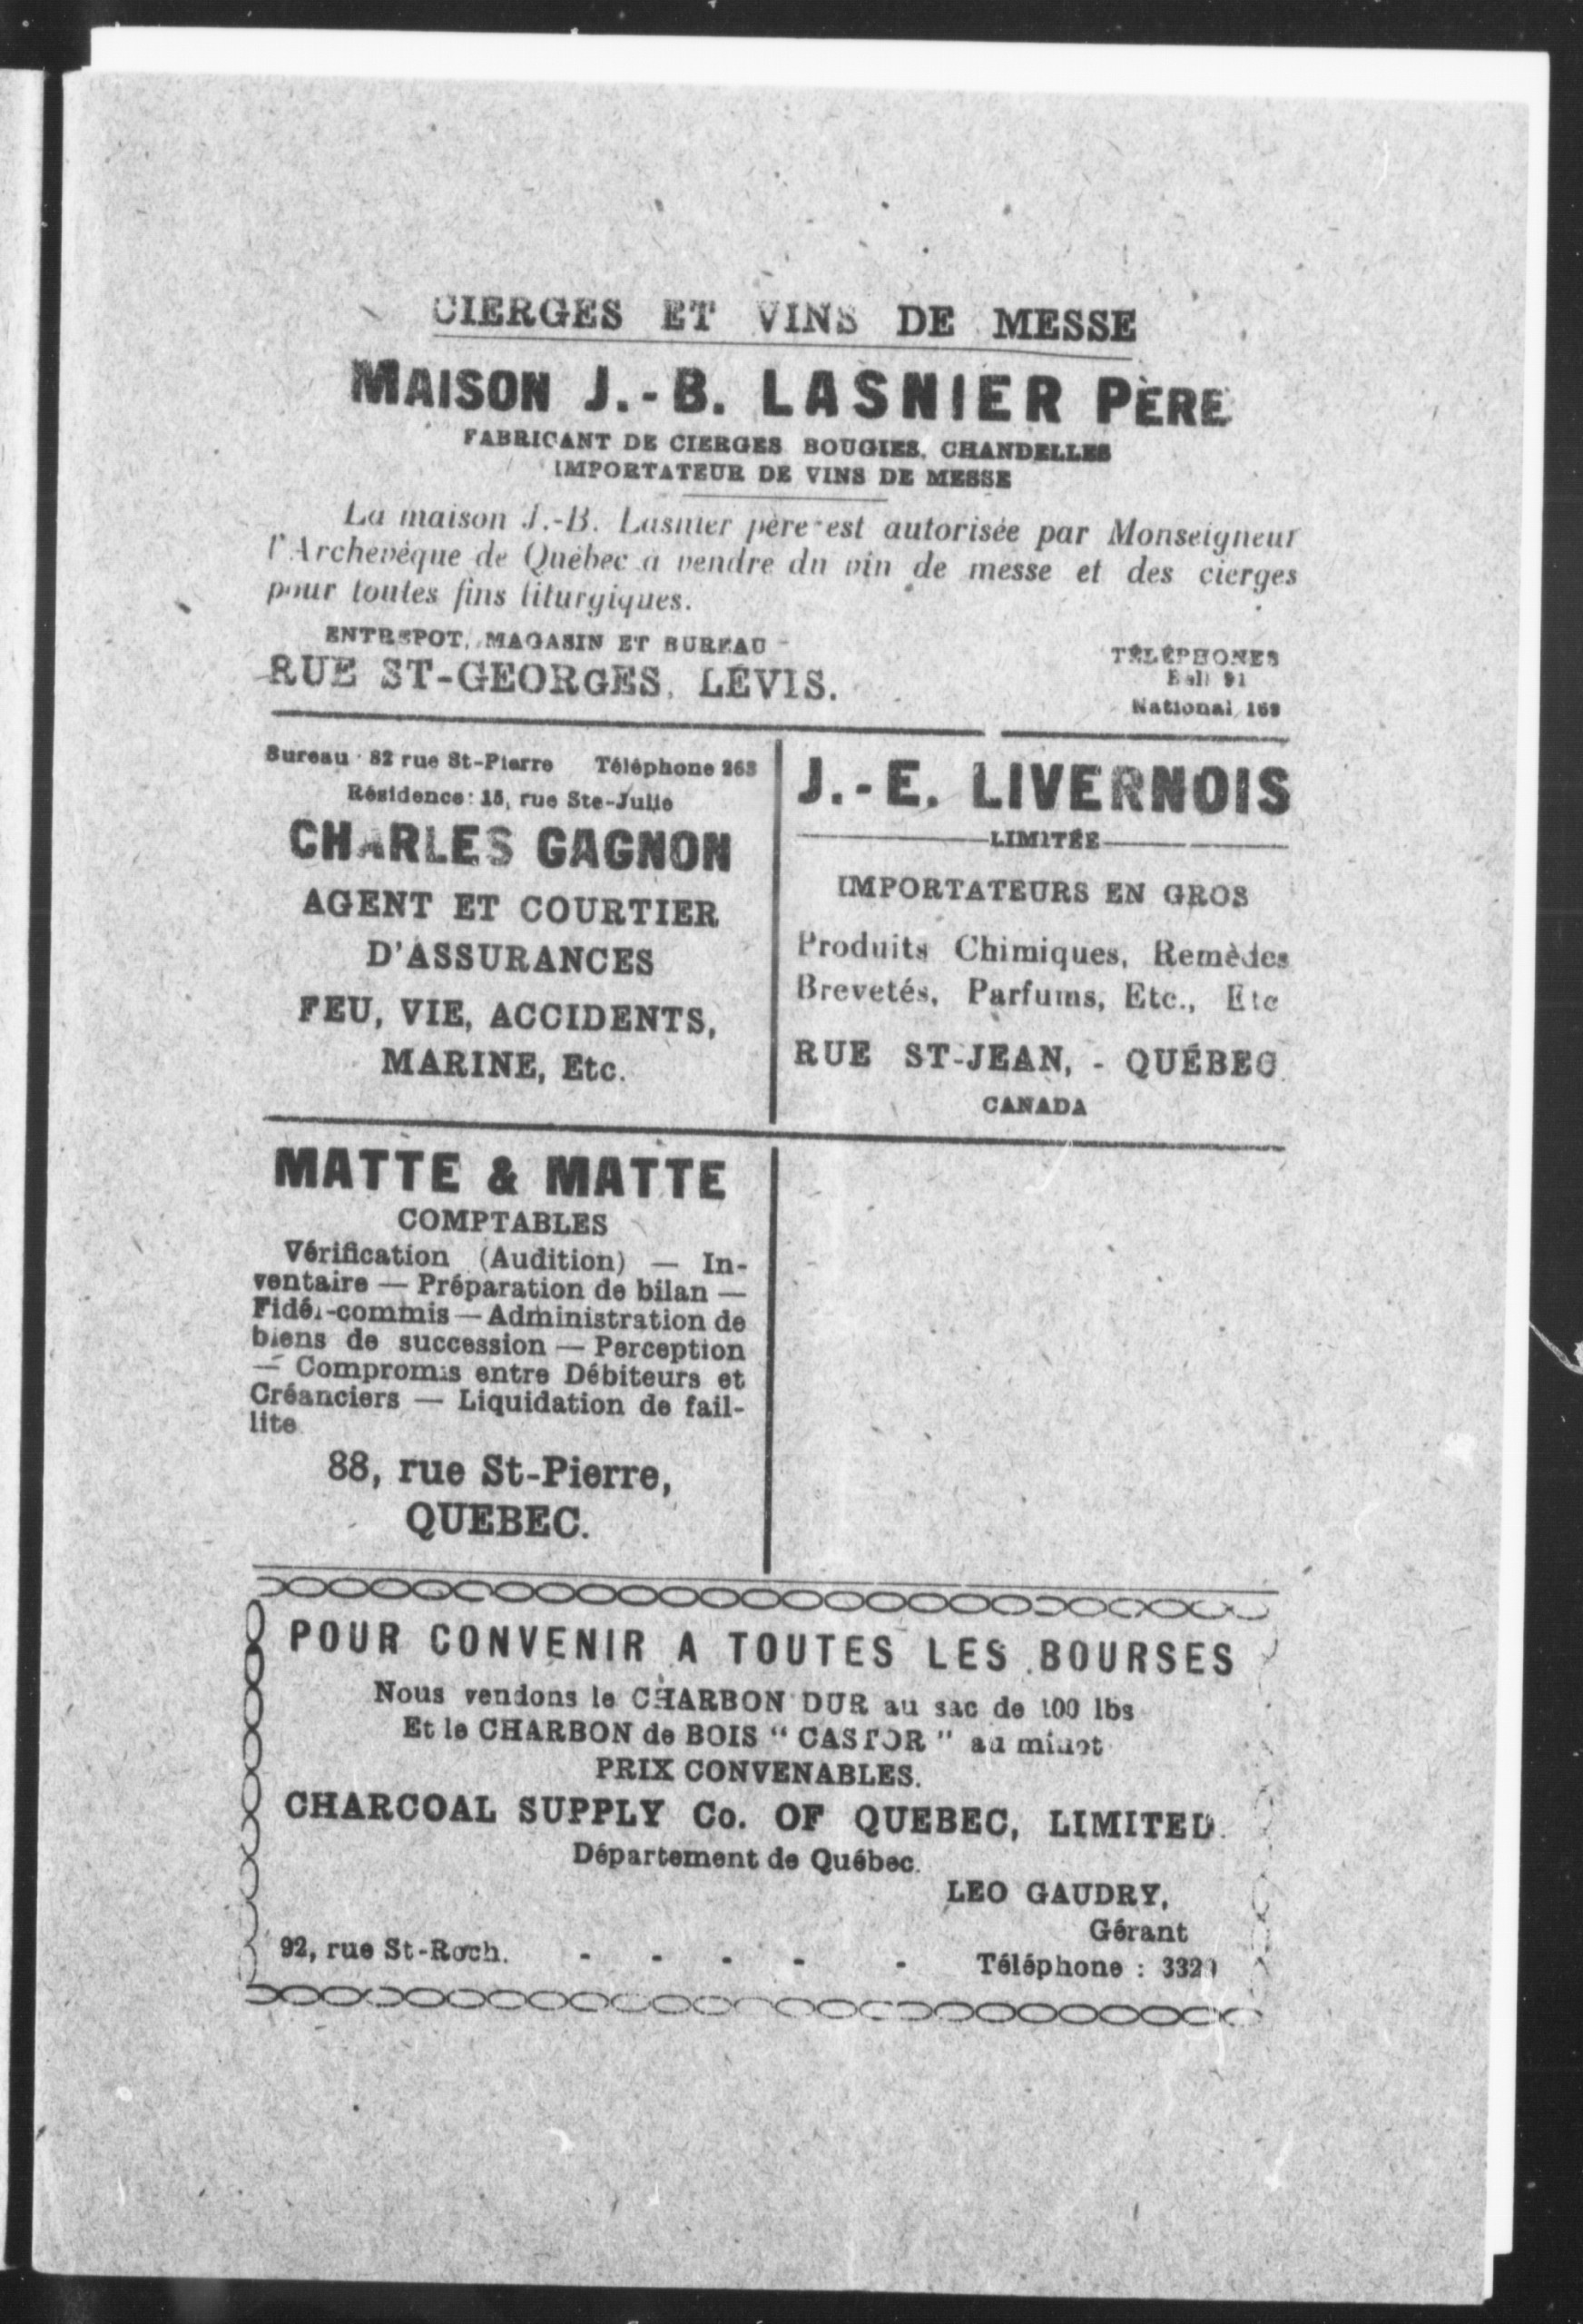 CIERGES ET VINS DE MESSE
MAISON J.-B. LASNIER PÈRE
FABRICANT DE CIERGES BOUGIES, CHANDELLES
IMPORTATEUR DE VINS DE MESSE
La maison J.-B. Lasnier père est autorisée par Monseigneur
l'Archevêque de Québec à vendre du vin de messe et des cierges
pour toutes fins liturgiques.
ENTREPOT, MAGASIN ET BUREAU
RUE ST-GEORGES, LÉVIS.
TÉLÉPHONES
Bell 91
National 169
Bureau : 82 rue St-Pierre Téléphone 263
Résidence: 15, rue Ste-Julie
CHARLES GAGNON
AGENT ET COURTIER
D'ASSURANCES
FEU, VIE, ACCIDENTS,
MARINE, Etc.
J.-E. LIVERNOIS
LIMITÉE
IMPORTATEURS EN GROS
Produits Chimiques, Remèdes
Brevetés, Parfums, Etc., Etc
RUE ST-JEAN, - QUÉBEC
CANADA
MATTE & MATTE
COMPTABLES
Vérification (Audition) — In-
ventaire — Préparation de bilan —
Fidéi-commis — Administration de
biens de succession — Perception
— Compromis entre Débiteurs et
Créanciers — Liquidation de fail-
lite
88, rue St-Pierre,
QUEBEC.
POUR CONVENIR A TOUTES LES BOURSES
Nous vendons le CHARBON DUR au sac de 100 lbs
Et le CHARBON de BOIS " CASTOR " au minot
PRIX CONVENABLES.
CHARCOAL SUPPLY Co. OF QUEBEC, LIMITED.
Département de Québec.
LEO GAUDRY,
Gérant
92, rue St-Roch. - - - - - Téléphone :